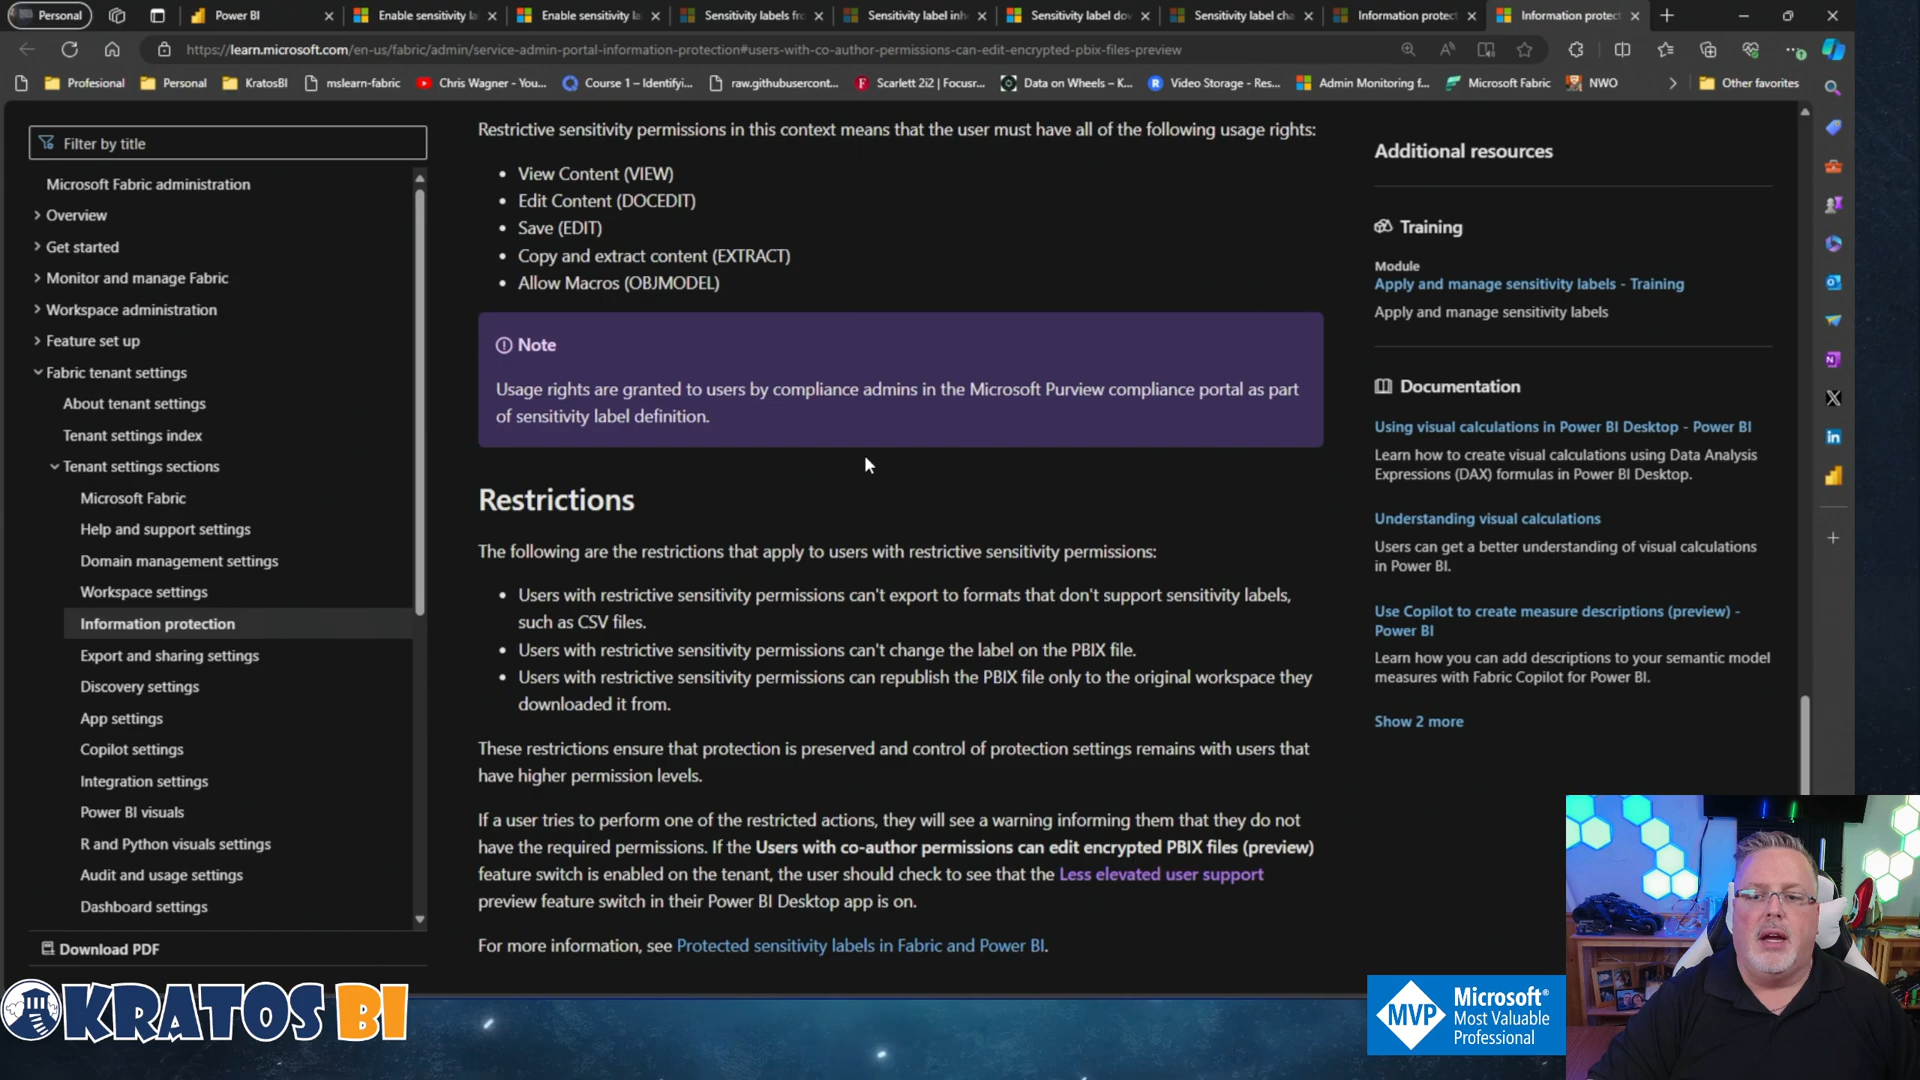 Personal
Power BI
Enable sensitivity la
Enable sensitivity la
Sensitivity labels fro
Sensitivity label inh
Sensitivity label dov
Sensitivity label cha
Information protect
Information protect
https://learn.microsoft.com/en-us/fabric/admin/service-admin-portal-information-protection#users-with-co-author-permissions-can-edit-encrypted-pbix-files-preview
Profesional
Personal
KratosBI
mslearn-fabric
Chris Wagner - You...
Course 1 – Identifyi...
raw.githubusercont...
Scarlett 2i2 | Focusr...
Data on Wheels – K...
Video Storage - Res...
Admin Monitoring f...
Microsoft Fabric
NWO
Other favorites
Filter by title
Microsoft Fabric administration
Overview
Get started
Monitor and manage Fabric
Workspace administration
Feature set up
Fabric tenant settings
About tenant settings
Tenant settings index
Tenant settings sections
Microsoft Fabric
Help and support settings
Domain management settings
Workspace settings
Information protection
Export and sharing settings
Discovery settings
App settings
Copilot settings
Integration settings
Power BI visuals
R and Python visuals settings
Audit and usage settings
Dashboard settings
Download PDF
Restrictive sensitivity permissions in this context means that the user must have all of the following usage rights:
• View Content (VIEW)
• Edit Content (DOCEDIT)
• Save (EDIT)
• Copy and extract content (EXTRACT)
• Allow Macros (OBJMODEL)
Note
Usage rights are granted to users by compliance admins in the Microsoft Purview compliance portal as part
of sensitivity label definition.
Restrictions
The following are the restrictions that apply to users with restrictive sensitivity permissions:
• Users with restrictive sensitivity permissions can't export to formats that don't support sensitivity labels,
such as CSV files.
• Users with restrictive sensitivity permissions can't change the label on the PBIX file.
• Users with restrictive sensitivity permissions can republish the PBIX file only to the original workspace they
downloaded it from.
These restrictions ensure that protection is preserved and control of protection settings remains with users that
have higher permission levels.
If a user tries to perform one of the restricted actions, they will see a warning informing them that they do not
have the required permissions. If the Users with co-author permissions can edit encrypted PBIX files (preview)
feature switch is enabled on the tenant, the user should check to see that the Less elevated user support
preview feature switch in their Power BI Desktop app is on.
For more information, see Protected sensitivity labels in Fabric and Power BI.
Additional resources
Training
Module
Apply and manage sensitivity labels - Training
Apply and manage sensitivity labels
Documentation
Using visual calculations in Power BI Desktop - Power BI
Learn how to create visual calculations using Data Analysis
Expressions (DAX) formulas in Power BI Desktop.
Understanding visual calculations
Users can get a better understanding of visual calculations
in Power BI.
Use Copilot to create measure descriptions (preview) -
Power BI
Learn how you can add descriptions to your semantic model
measures with Fabric Copilot for Power BI.
Show 2 more
KRATOS BI
MVP
Microsoft®
Most Valuable
Professional